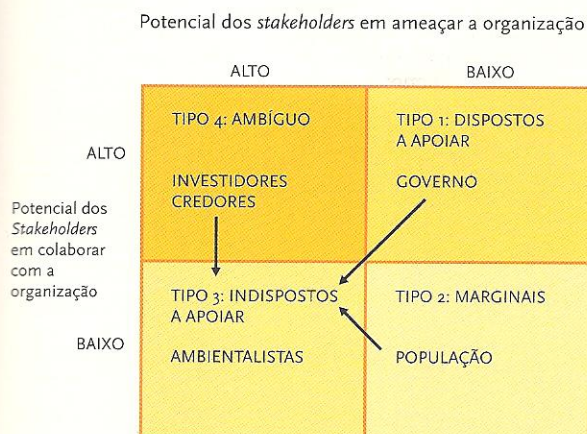 Potencial dos stakeholders em ameaçar a organização
ALTO
BAIXO
TIPO 4: AMBÍGUO
TIPO 1: DISPOSTOS
A APOIAR
ALTO
INVESTIDORES
CREDORES
GOVERNO
Potencial dos
Stakeholders
em colaborar
com a
organização
TIPO 3: INDISPOSTOS
A APOIAR
TIPO 2: MARGINAIS
BAIXO
AMBIENTALISTAS
POPULAÇÃO